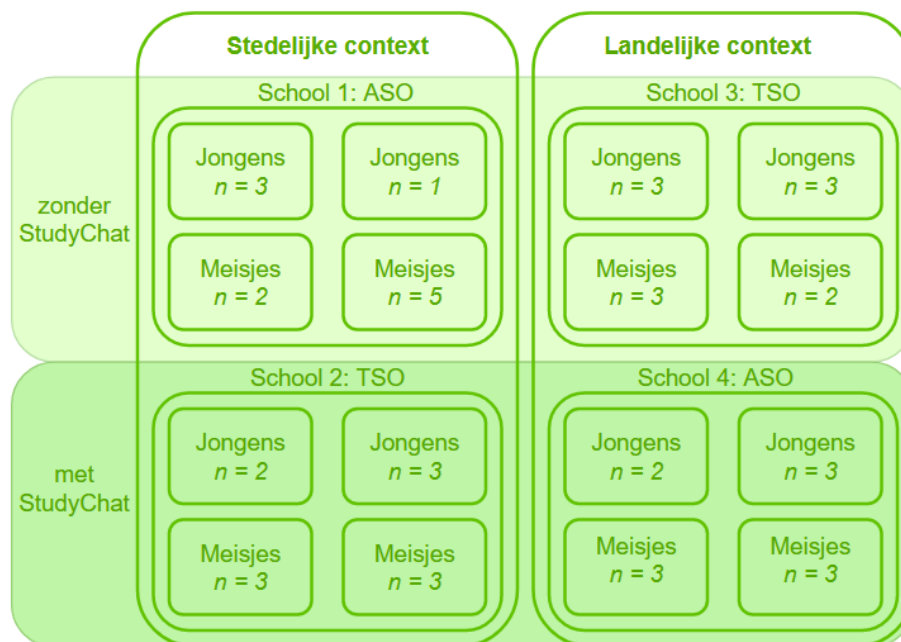 Stedelijke context
Landelijke context
School 1: ASO
School 3: TSO
zonder
StudyChat
Jongens
n = 3
Jongens
n = 1
Jongens
n = 3
Jongens
n = 3
Meisjes
n = 2
Meisjes
n = 5
Meisjes
n = 3
Meisjes
n = 2
School 2: TSO
School 4: ASO
met
StudyChat
Jongens
n = 2
Jongens
n = 3
Jongens
n = 2
Jongens
n = 3
Meisjes
n = 3
Meisjes
n = 3
Meisjes
n = 3
Meisjes
n = 3